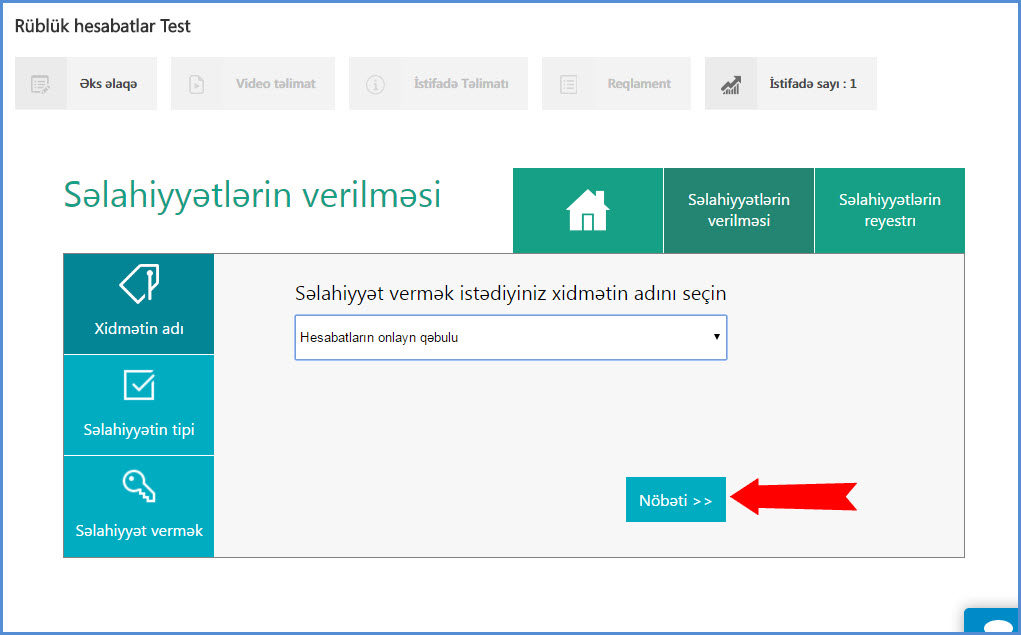 Rüblük hesabatlar Test
Əks əlaqə
Video təlimat
İstifadə Təlimatı
Reqlament
İstifadə sayı : 1
Səlahiyyətlərin verilməsi
Səlahiyyətlərin
verilməsi
Səlahiyyətlərin
reyestrı
Xidmətin adı
Səlahiyyət vermək istədiyiniz xidmətin adını seçin
Hesabatların onlayn qəbulu
Səlahiyyətin tipi
Səlahiyyət vermək
Nöbəti >>